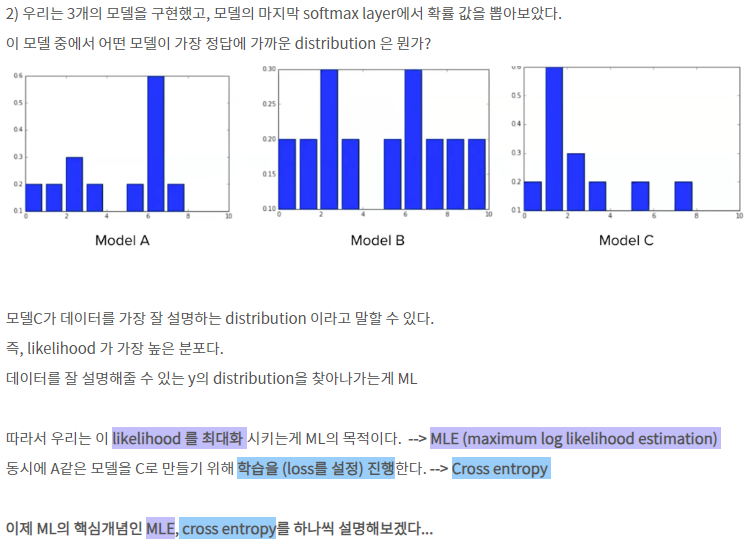 2) 우리는 3개의 모델을 구현했고, 모델의 마지막 softmax layer에서 확률 값을 뽑아보았다.
이 모델 중에서 어떤 모델이 가장 정답에 가까운 distribution 은 뭔가?
0.6
0.5
0.4
0.3
0.2
0.1
0 2 4 6 8 10
Model A
0.30
0.25
0.20
0.15
0.10
0 2 4 6 8 10
Model B
0.6
0.5
0.4
0.3
0.2
0.1
0 2 4 6 8 10
Model C
모델C가 데이터를 가장 잘 설명하는 distribution 이라고 말할 수 있다.
즉, likelihood 가 가장 높은 분포다.
데이터를 잘 설명해줄 수 있는 y의 distribution을 찾아나가는게 ML
따라서 우리는 이 likelihood 를 최대화 시키는게 ML의 목적이다. --> MLE (maximum log likelihood estimation)
동시에 A같은 모델을 C로 만들기 위해 학습을 (loss를 설정) 진행한다. --> Cross entropy
이제 ML의 핵심개념인 MLE, cross entropy를 하나씩 설명해보겠다...